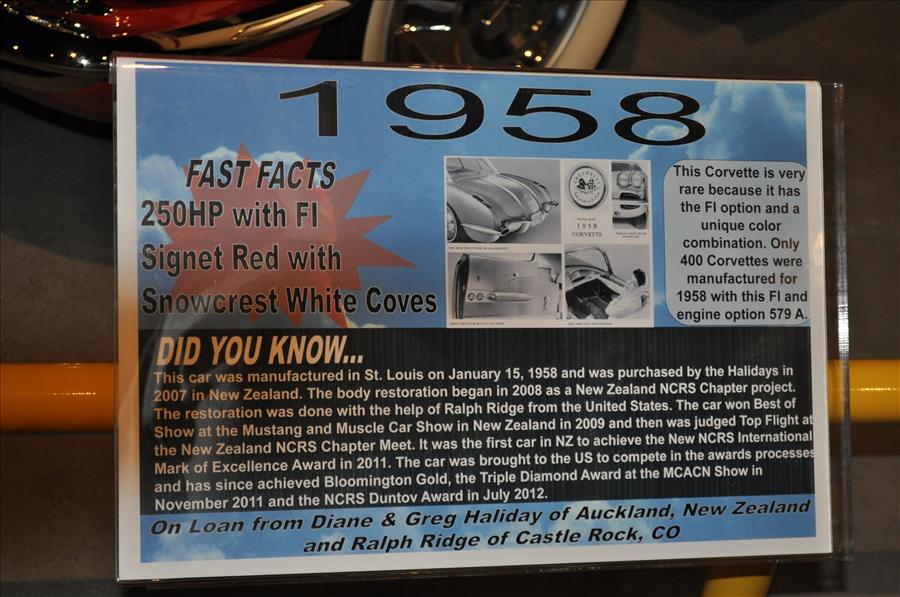 1958
FAST FACTS
250HP with FI
Signet Red with
Snowcrest White Coves
1958
CORVETTE
This Corvette is very
rare because it has
the FI option and a
unique color
combination. Only
400 Corvettes were
manufactured for
1958 with this FI and
engine option 579 A.
DID YOU KNOW...
This car was manufactured in St. Louis on January 15, 1958 and was purchased by the Halidays in
2007 in New Zealand. The body restoration began in 2008 as a New Zealand NCRS Chapter project.
The restoration was done with the help of Ralph Ridge from the United States. The car won Best of
Show at the Mustang and Muscle Car Show in New Zealand in 2009 and then was judged Top Flight at
the New Zealand NCRS Chapter Meet. It was the first car in NZ to achieve the New NCRS International
Mark of Excellence Award in 2011. The car was brought to the US to compete in the awards processes
and has since achieved Bloomington Gold, the Triple Diamond Award at the MCACN Show in
November 2011 and the NCRS Duntov Award in July 2012.
On Loan from Diane & Greg Haliday of Auckland, New Zealand
and Ralph Ridge of Castle Rock, CO